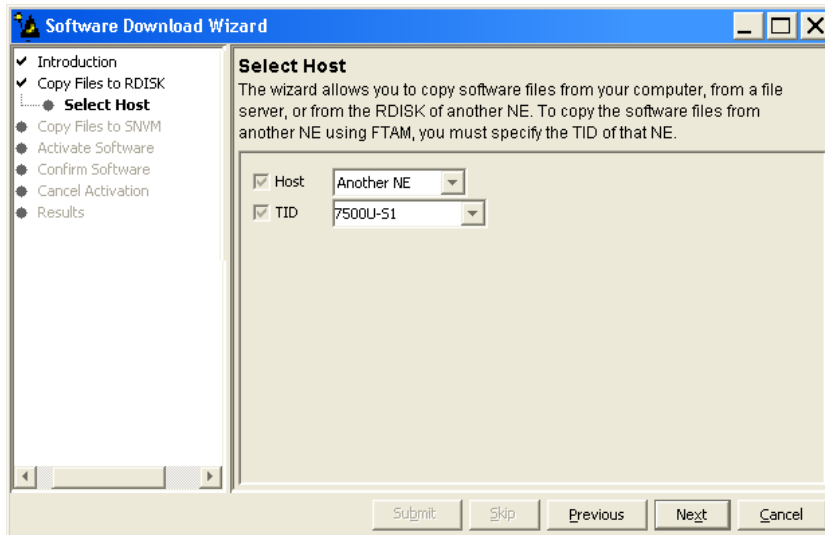 Software Download Wizard
Introduction
Copy Files to RDISK
Select Host
Copy Files to SNVM
Activate Software
Confirm Software
Cancel Activation
Results
Select Host
The wizard allows you to copy software files from your computer, from a file
server, or from the RDISK of another NE. To copy the software files from
another NE using FTAM, you must specify the TID of that NE.
Host Another NE
TID 7500U-S1
Submit Skip Previous Next Cancel